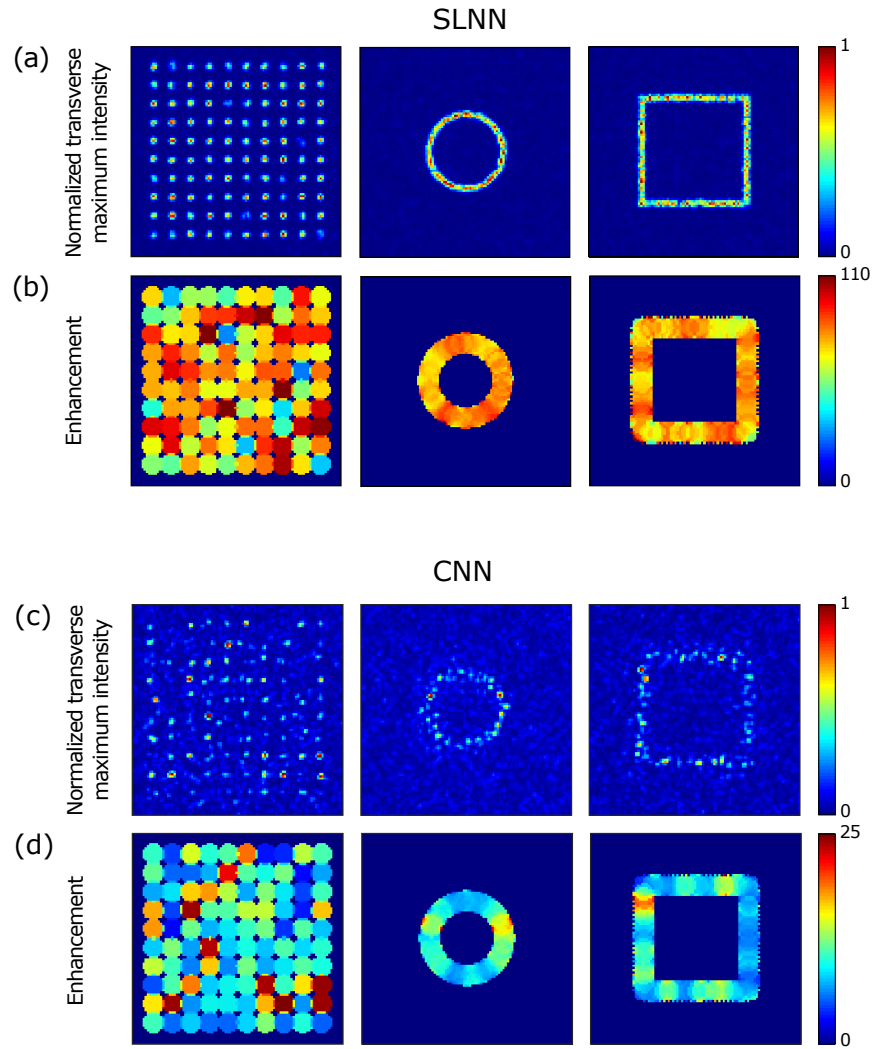 SLNN
(a)
Normalized transverse
maximum intensity
1
0
(b)
Enhancement
110
0
CNN
(c)
Normalized transverse
maximum intensity
1
0
(d)
Enhancement
25
0